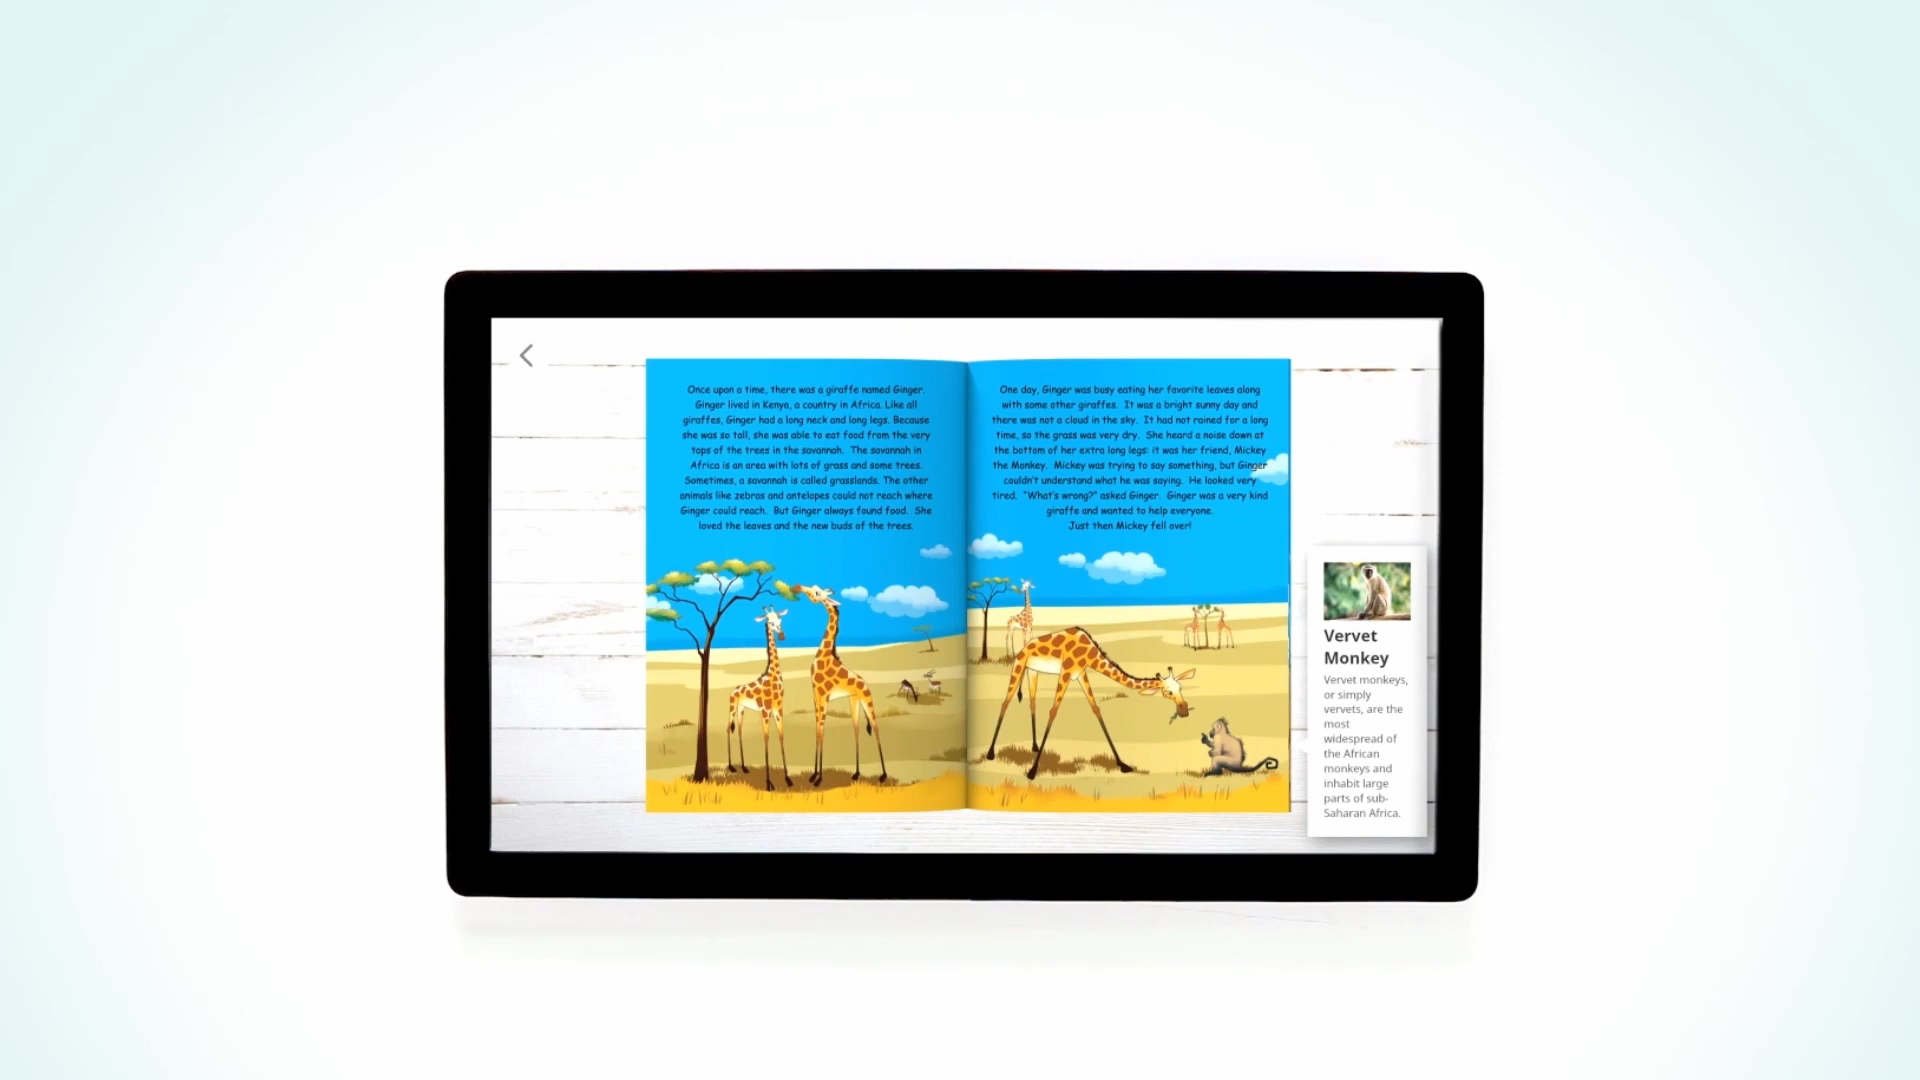 Once upon a time, there was a giraffe named Ginger.
Ginger lived in Kenya, a country in Africa. Like all
giraffes, Ginger had a long neck and long legs. Because
she was so tall, she was able to eat food from the very
tops of the trees in the savannah.  The savannah in
Africa is an area with lots of grass and some trees.
Sometimes, a savannah is called grasslands. The other
animals like zebras and antelopes could not reach where
Ginger could reach.  But Ginger always found food.  She
loved the leaves and the new buds of the trees.
One day, Ginger was busy eating her favorite leaves along
with some other giraffes.  It was a bright sunny day and
there was not a cloud in the sky.  It had not rained for a long
time, so the grass was very dry.  She heard a noise down at
the bottom of her extra long legs: it was her friend, Mickey
the Monkey.  Mickey was trying to say something, but Ginger
couldn't understand what he was saying.  He looked very
tired.  "What's wrong?" asked Ginger.  Ginger was a very kind
giraffe and wanted to help everyone.
Just then Mickey fell over!
Vervet
Monkey
Vervet monkeys,
or simply
vervets, are the
most
widespread of
the African
monkeys and
inhabit large
parts of sub-
Saharan Africa.